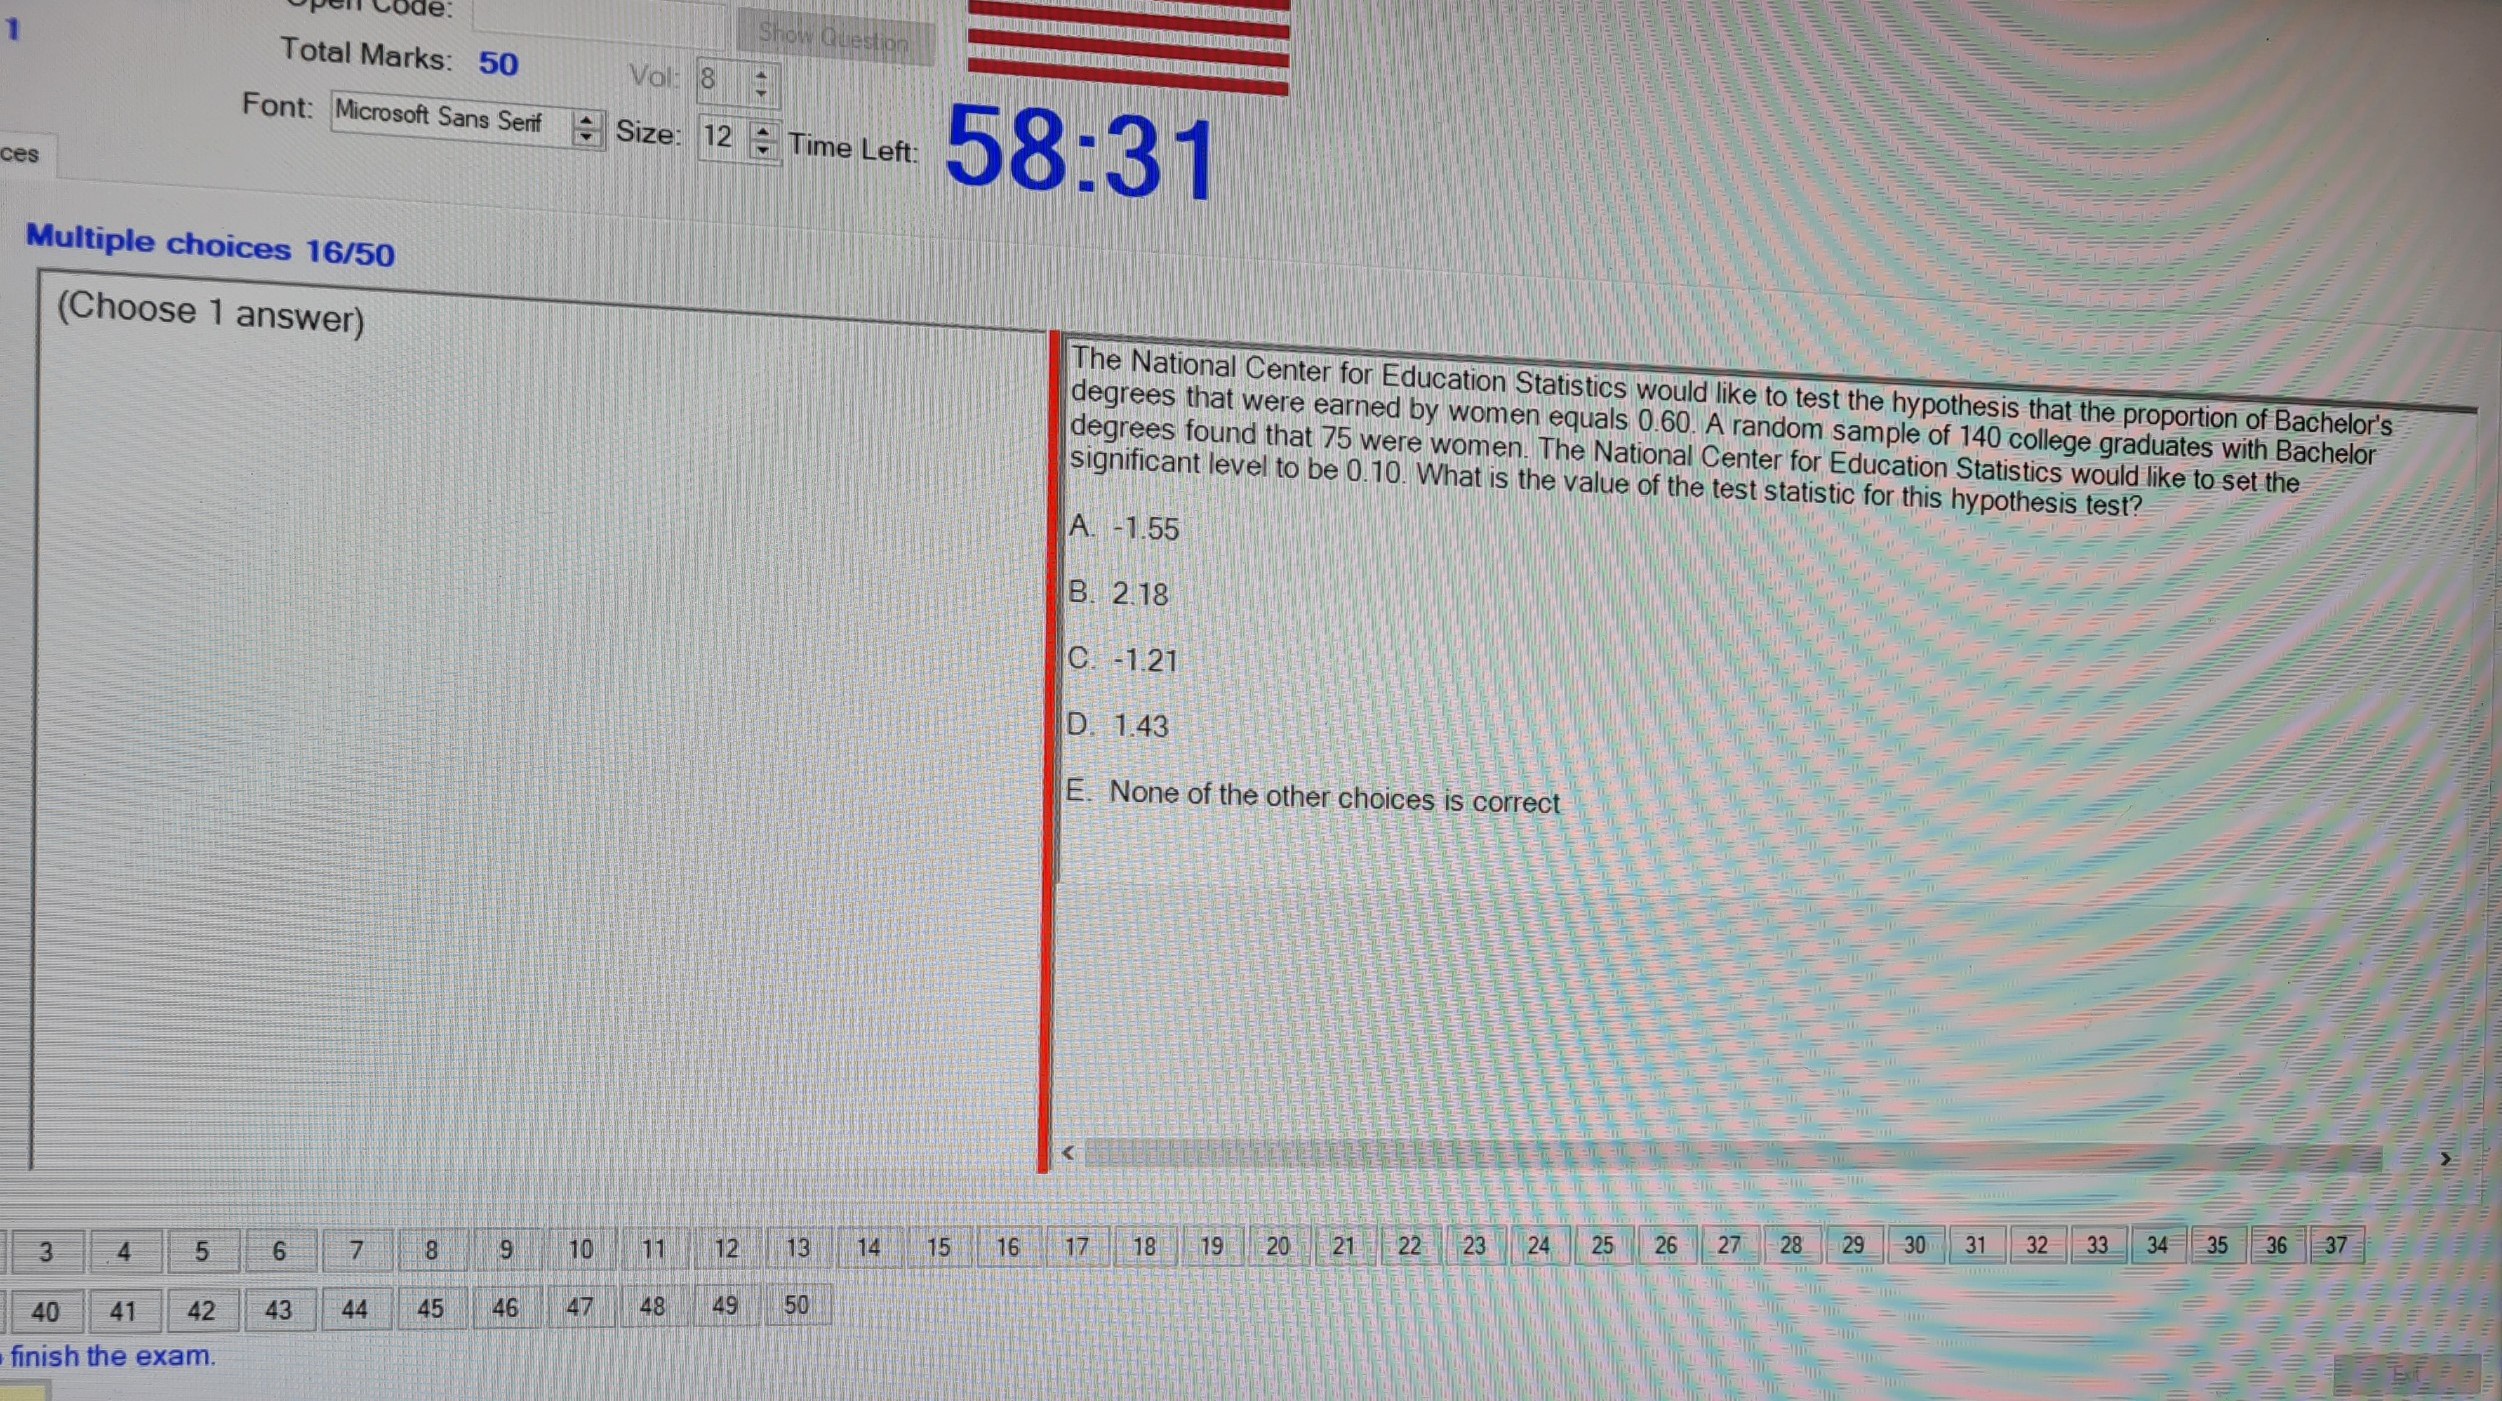 1
Open Code:
Show Question
Total Marks: 50
Vol: 8
Font: Microsoft Sans Serif Size: 12 Time Left: 58:31
ces
Multiple choices 16/50
(Choose 1 answer)
The National Center for Education Statistics would like to test the hypothesis that the proportion of Bachelor's
degrees that were earned by women equals 0.60. A random sample of 140 college graduates with Bachelor
degrees found that 75 were women. The National Center for Education Statistics would like to set the
significant level to be 0.10. What is the value of the test statistic for this hypothesis test?
A. -1.55
B. 2.18
C. -1.21
D. 1.43
E. None of the other choices is correct
3 4 5 6 7 8 9 10 11 12 13 14 15 16 17 18 19 20 21 22 23 24 25 26 27 28 29 30 31 32 33 34 35 36 37
40 41 42 43 44 45 46 47 48 49 50
finish the exam.
Exit